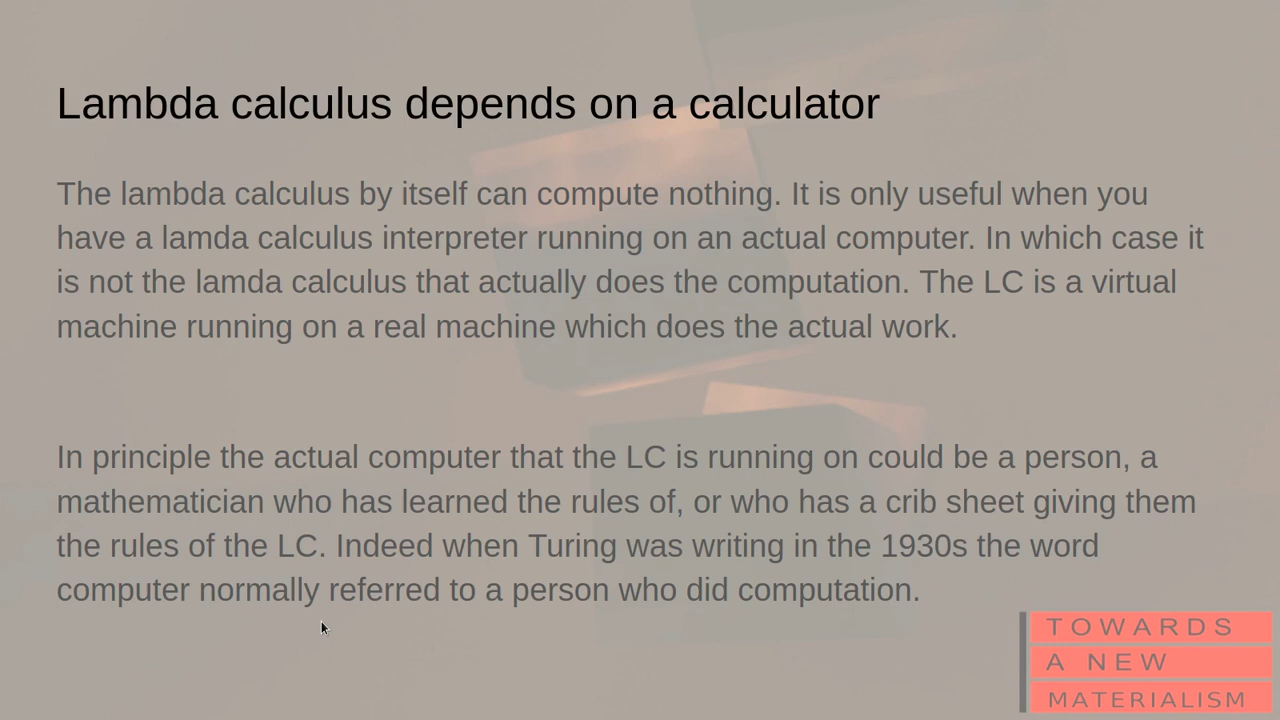 Lambda calculus depends on a calculator
The lambda calculus by itself can compute nothing. It is only useful when you
have a lamda calculus interpreter running on an actual computer. In which case it
is not the lamda calculus that actually does the computation. The LC is a virtual
machine running on a real machine which does the actual work.
In principle the actual computer that the LC is running on could be a person, a
mathematician who has learned the rules of, or who has a crib sheet giving them
the rules of the LC. Indeed when Turing was writing in the 1930s the word
computer normally referred to a person who did computation.
TOWARDS
A NEW
MATERIALISM